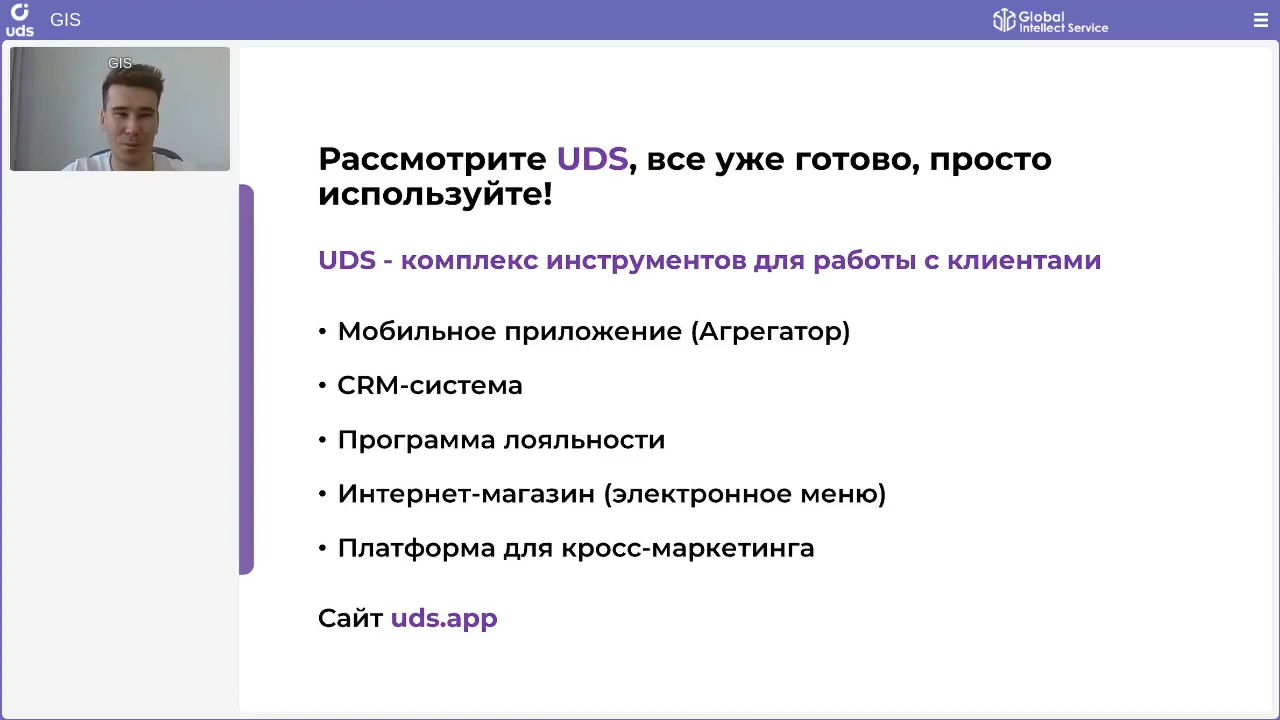 uds
GIS
Global
Intellect Service
GIS
Рассмотрите UDS, все уже готово, просто
используйте!
UDS - комплекс инструментов для работы с клиентами
• Мобильное приложение (Агрегатор)
• CRM-система
• Программа лояльности
• Интернет-магазин (электронное меню)
• Платформа для кросс-маркетинга
Сайт uds.app